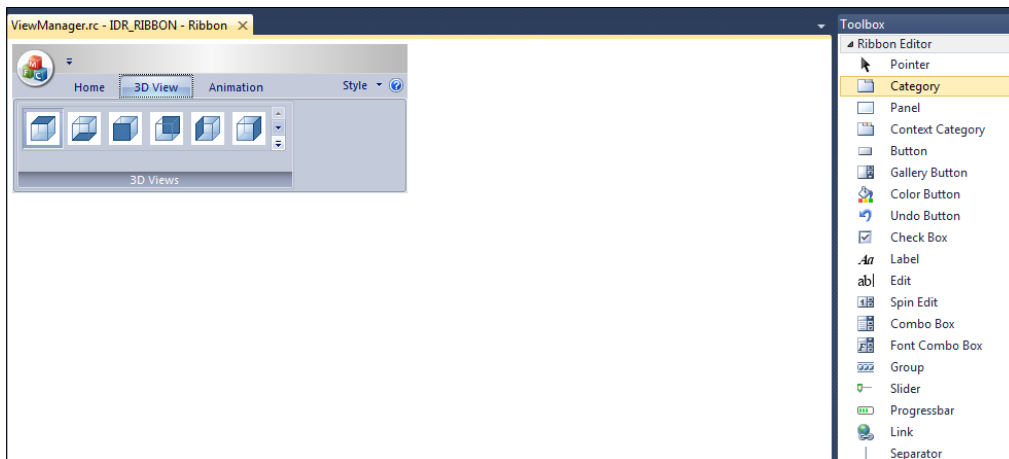 ViewManager.rc - IDR_RIBBON - Ribbon
Home 3D View Animation Style
3D Views
Toolbox
Ribbon Editor
Pointer
Category
Panel
Context Category
Button
Gallery Button
Color Button
Undo Button
Check Box
Aa Label
ab| Edit
Spin Edit
Combo Box
Font Combo Box
Group
Slider
Progressbar
Link
Separator